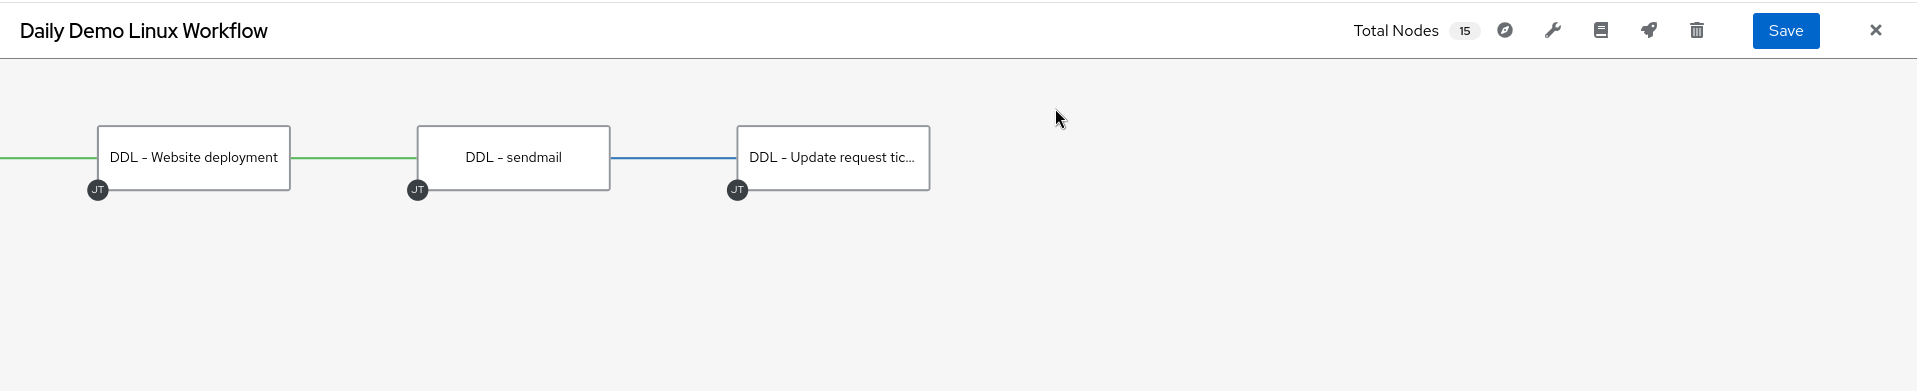 Daily Demo Linux Workflow
Total Nodes 15
Save
DDL - Website deployment
JT
DDL - sendmail
JT
DDL - Update request tic...
JT